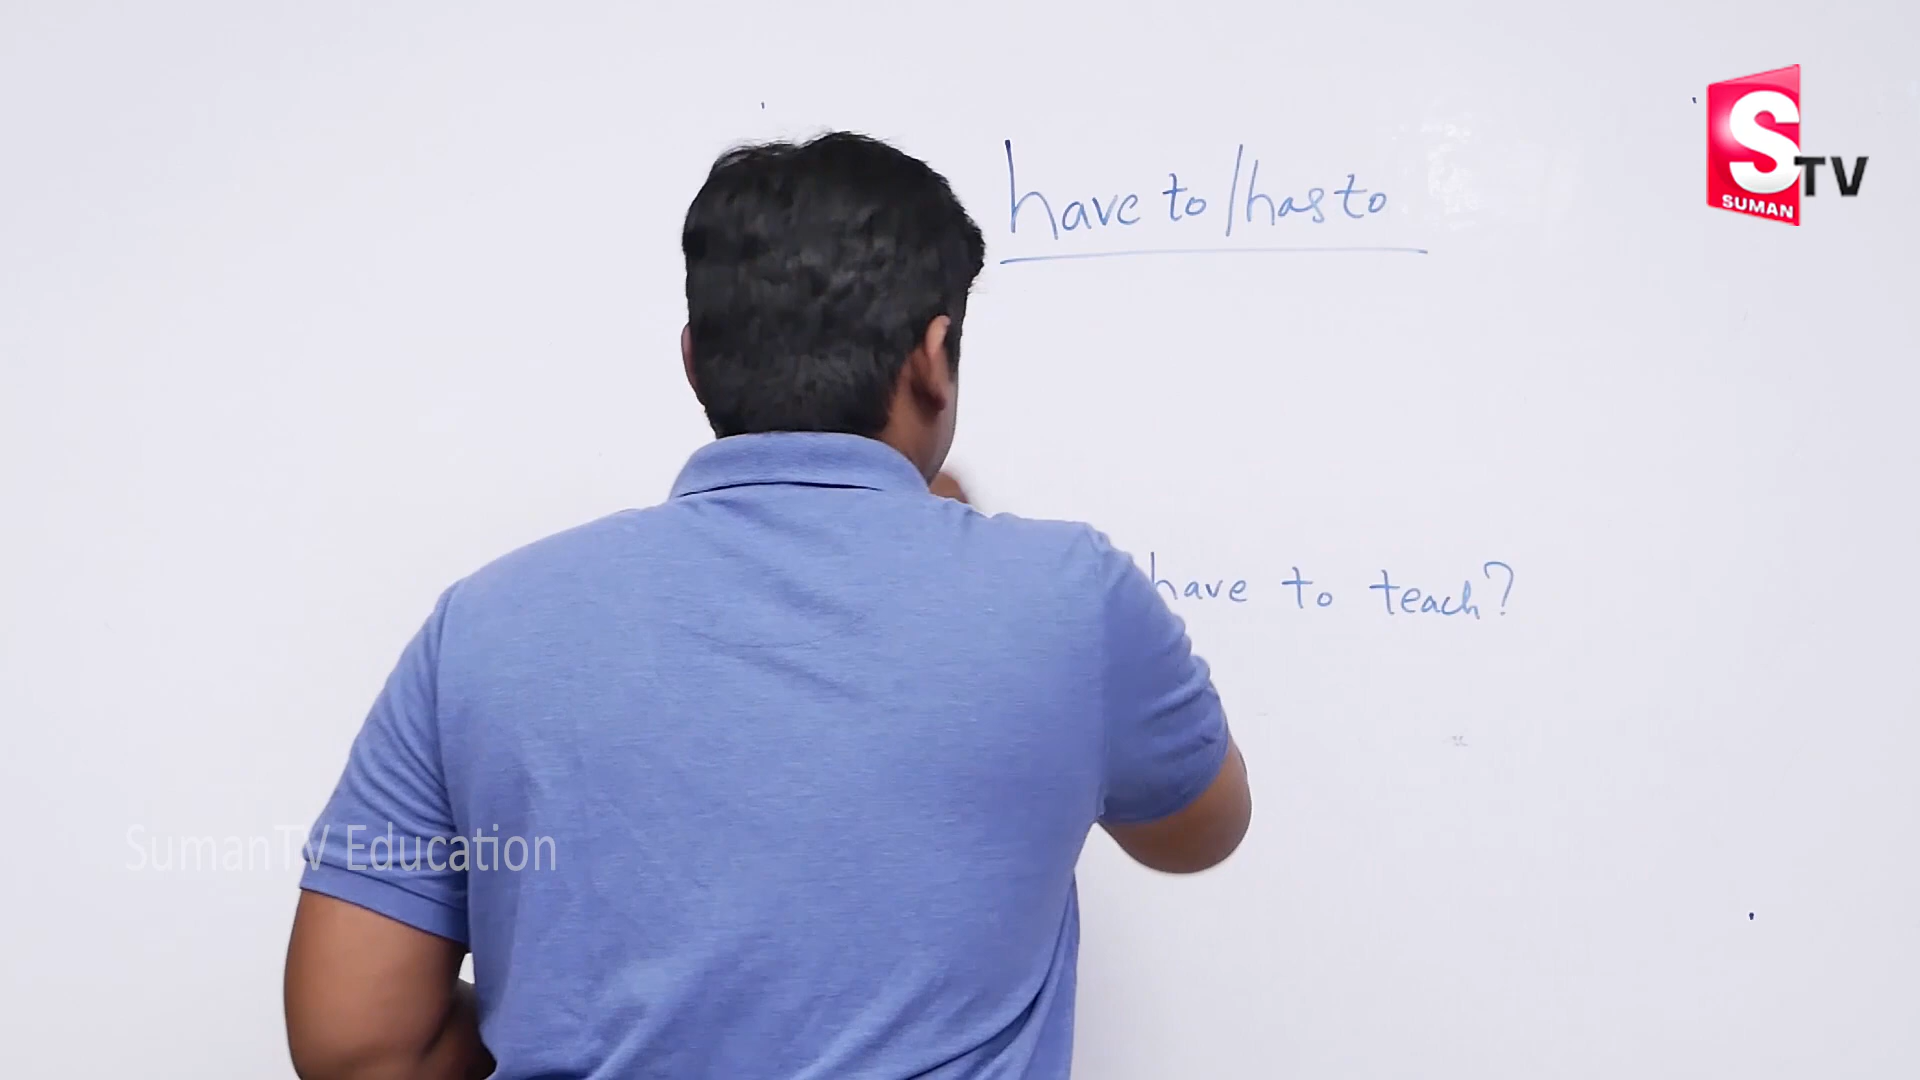 have to / has to
S TV
SUMAN
have to teach?
SumanTV Education